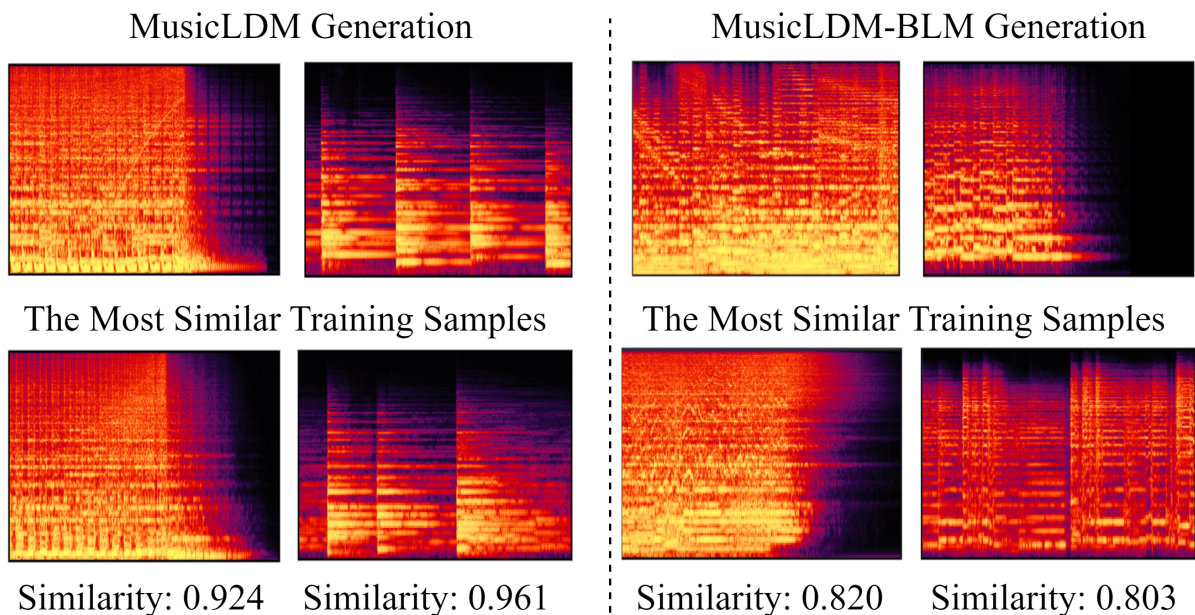 MusicLDM Generation
MusicLDM-BLM Generation
The Most Similar Training Samples
The Most Similar Training Samples
Similarity: 0.924
Similarity: 0.961
Similarity: 0.820
Similarity: 0.803